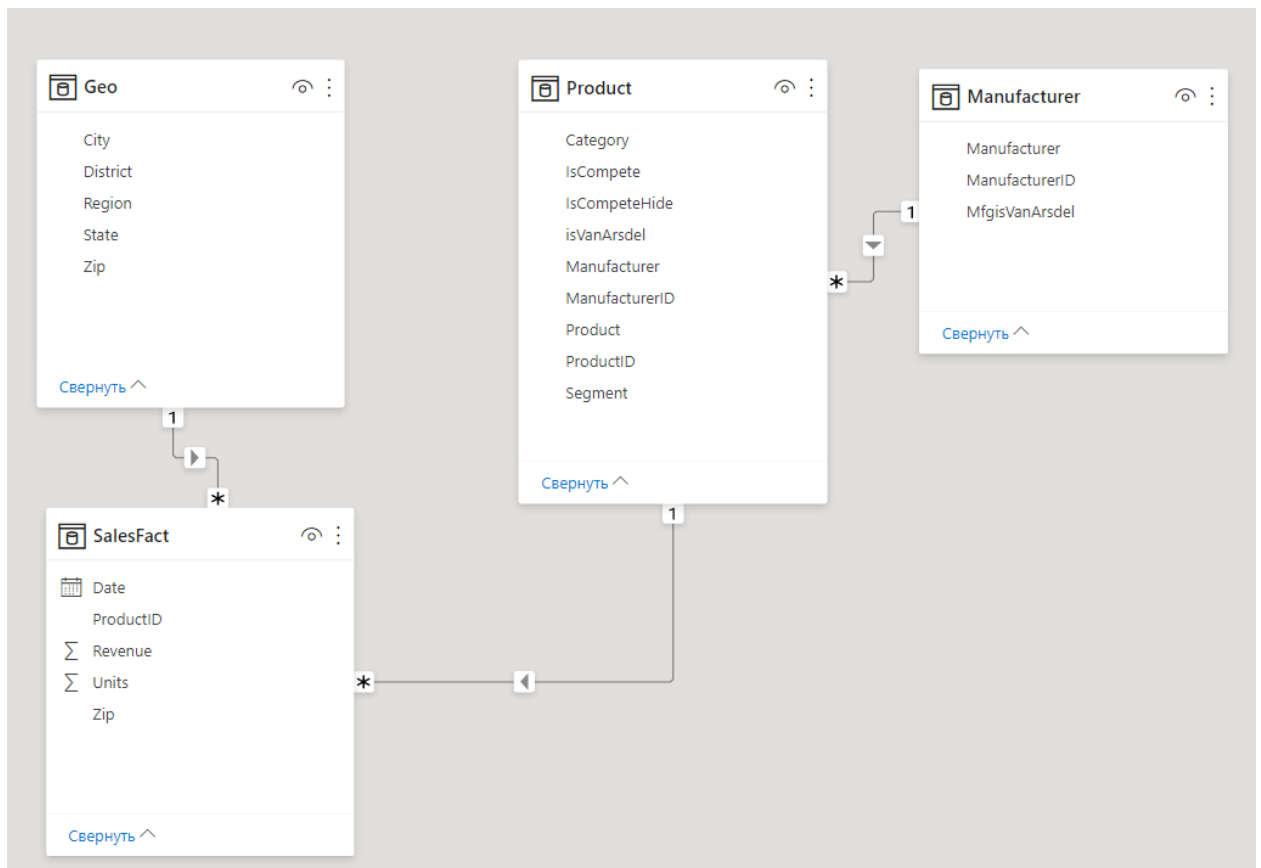 Geo
City
District
Region
State
Zip
Свернуть
1
*
SalesFact
Date
ProductID
Revenue
Units
Zip
Свернуть
*
Product
Category
IsCompete
IsCompeteHide
isVanArsdel
Manufacturer
ManufacturerID
Product
ProductID
Segment
Свернуть
1
*
1
Manufacturer
Manufacturer
ManufacturerID
MfgisVanArsdel
Свернуть